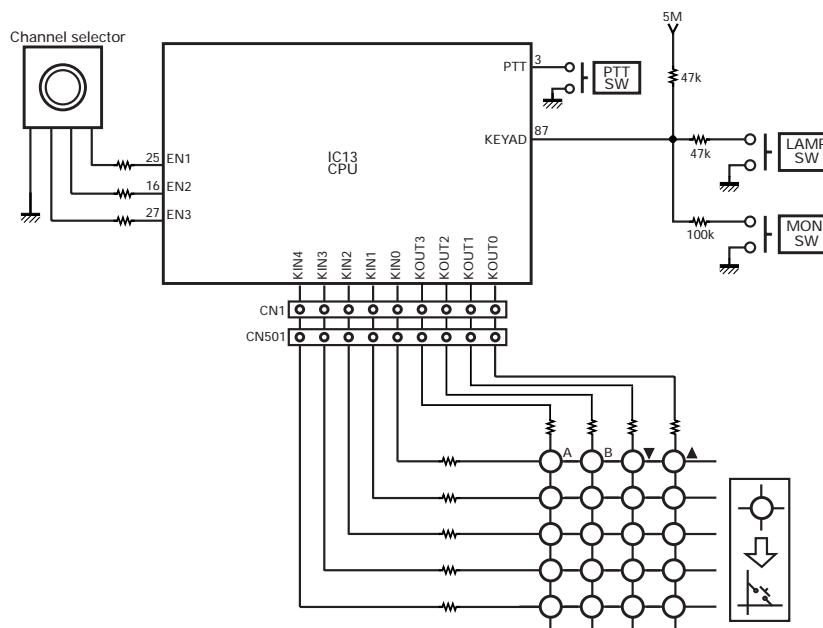 Channel selector
5M
PTT 3
PTT
SW
47k
KEYAD 87
IC13
CPU
47k
LAMP
SW
25 EN1
16 EN2
27 EN3
100k
MONI
SW
KIN4 KIN3 KIN2 KIN1 KIN0 KOUT3 KOUT2 KOUT1 KOUT0
CN1
CN501
A B ▼ ▲